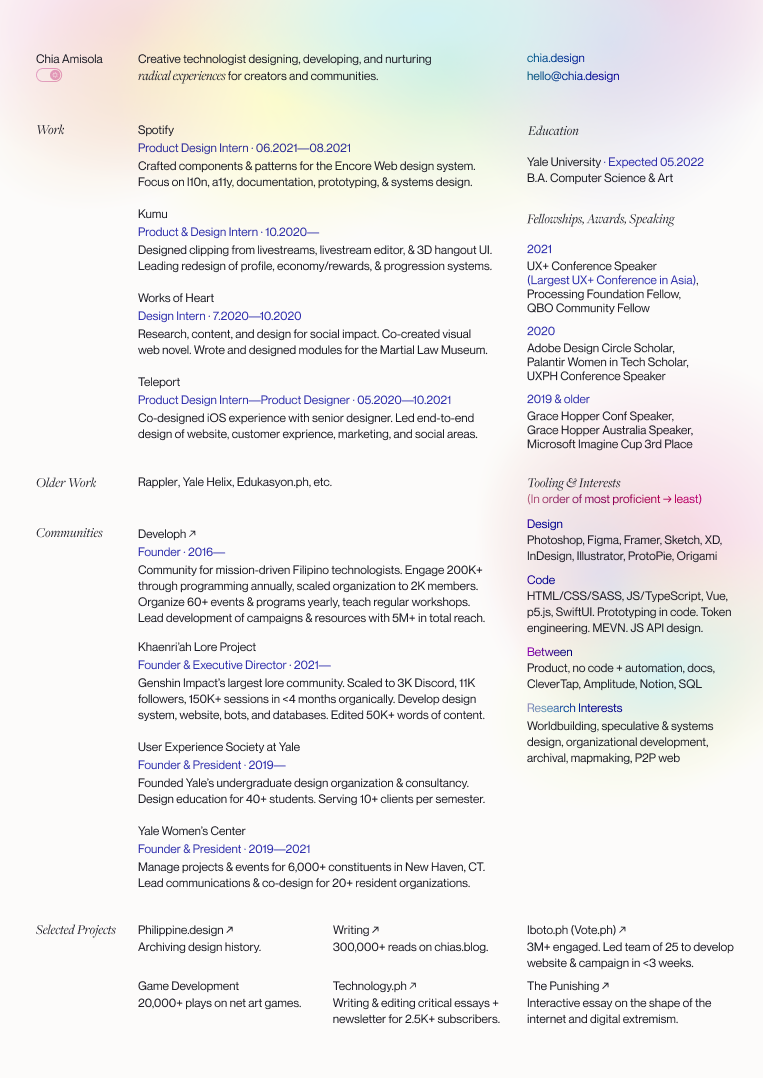 Chia Amisola
Creative technologist designing, developing, and nurturing
radical experiences for creators and communities.
chia.design
hello@chia.design
Work
Spotify
Product Design Intern · 06.2021—08.2021
Crafted components & patterns for the Encore Web design system.
Focus on l10n, a11y, documentation, prototyping, & systems design.
Kumu
Product & Design Intern · 10.2020—
Designed clipping from livestreams, livestream editor, & 3D hangout UI.
Leading redesign of profile, economy/rewards, & progression systems.
Works of Heart
Design Intern · 7.2020—10.2020
Research, content, and design for social impact. Co-created visual
web novel. Wrote and designed modules for the Martial Law Museum.
Teleport
Product Design Intern—Product Designer · 05.2020—10.2021
Co-designed iOS experience with senior designer. Led end-to-end
design of website, customer exprience, marketing, and social areas.
Older Work
Rappler, Yale Helix, Edukasyon.ph, etc.
Communities
Developh ↗
Founder · 2016—
Community for mission-driven Filipino technologists. Engage 200K+
through programming annually, scaled organization to 2K members.
Organize 60+ events & programs yearly, teach regular workshops.
Lead development of campaigns & resources with 5M+ in total reach.
Khaenri'ah Lore Project
Founder & Executive Director · 2021—
Genshin Impact's largest lore community. Scaled to 3K Discord, 11K
followers, 150K+ sessions in <4 months organically. Develop design
system, website, bots, and databases. Edited 50K+ words of content.
User Experience Society at Yale
Founder & President · 2019—
Founded Yale's undergraduate design organization & consultancy.
Design education for 40+ students. Serving 10+ clients per semester.
Yale Women's Center
Founder & President · 2019—2021
Manage projects & events for 6,000+ constituents in New Haven, CT.
Lead communications & co-design for 20+ resident organizations.
Education
Yale University · Expected 05.2022
B.A. Computer Science & Art
Fellowships, Awards, Speaking
2021
UX+ Conference Speaker
(Largest UX+ Conference in Asia),
Processing Foundation Fellow,
QBO Community Fellow
2020
Adobe Design Circle Scholar,
Palantir Women in Tech Scholar,
UXPH Conference Speaker
2019 & older
Grace Hopper Conf Speaker,
Grace Hopper Australia Speaker,
Microsoft Imagine Cup 3rd Place
Tooling & Interests
(In order of most proficient → least)
Design
Photoshop, Figma, Framer, Sketch, XD,
InDesign, Illustrator, ProtoPie, Origami
Code
HTML/CSS/SASS, JS/TypeScript, Vue,
p5.js, SwiftUI. Prototyping in code. Token
engineering. MEVN. JS API design.
Between
Product, no code + automation, docs,
CleverTap, Amplitude, Notion, SQL
Research Interests
Worldbuilding, speculative & systems
design, organizational development,
archival, mapmaking, P2P web
Selected Projects
Philippine.design ↗
Archiving design history.
Writing ↗
300,000+ reads on chias.blog.
Iboto.ph (Vote.ph) ↗
3M+ engaged. Led team of 25 to develop
website & campaign in <3 weeks.
Game Development
20,000+ plays on net art games.
Technology.ph ↗
Writing & editing critical essays +
newsletter for 2.5K+ subscribers.
The Punishing ↗
Interactive essay on the shape of the
internet and digital extremism.